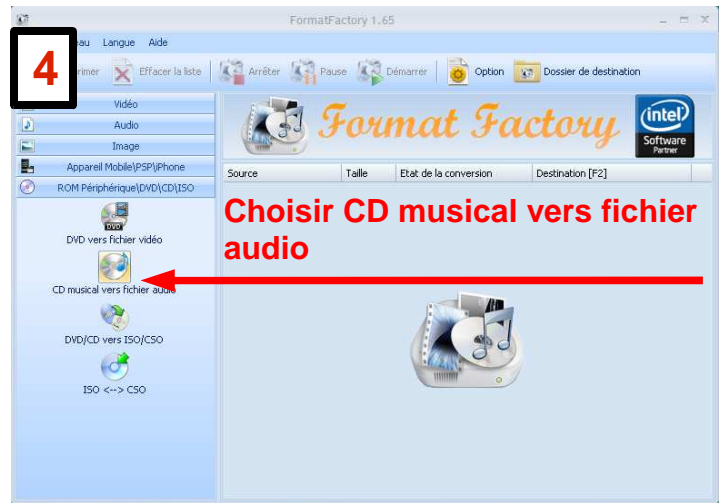 FormatFactory 1.65
4
eau Langue Aide
rimer Effacer la liste Arrêter Pause Démarrer Option Dossier de destination
Vidéo
Audio
Image
Appareil Mobile\PSP\iPhone
ROM Périphérique\DVD\CD\ISO
DVD
DVD vers fichier vidéo
CD musical vers fichier audio
DVD/CD vers ISO/CSO
ISO <--> CSO
Format Factory
intel
Software
Partner
Source Taille Etat de la conversion Destination [F2]
Choisir CD musical vers fichier
audio